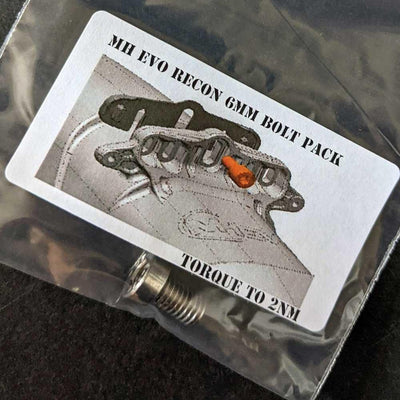 MH EVO RECON 6MM BOLT PACK
TORQUE TO 2NM